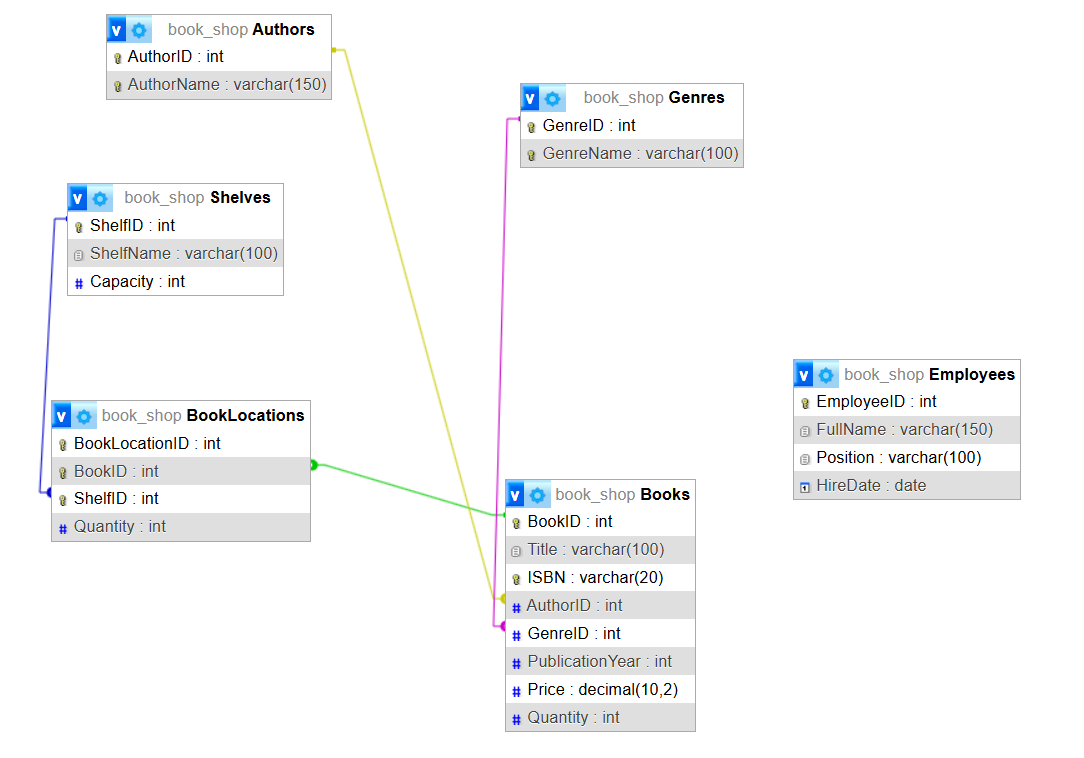 v book_shop Authors
AuthorID : int
AuthorName : varchar(150)
v book_shop Genres
GenreID : int
GenreName : varchar(100)
v book_shop Shelves
ShelfID : int
ShelfName : varchar(100)
# Capacity : int
v book_shop Employees
EmployeeID : int
FullName : varchar(150)
Position : varchar(100)
HireDate : date
v book_shop BookLocations
BookLocationID : int
BookID : int
ShelfID : int
# Quantity : int
v book_shop Books
BookID : int
Title : varchar(100)
ISBN : varchar(20)
# AuthorID : int
# GenreID : int
# PublicationYear : int
# Price : decimal(10,2)
# Quantity : int